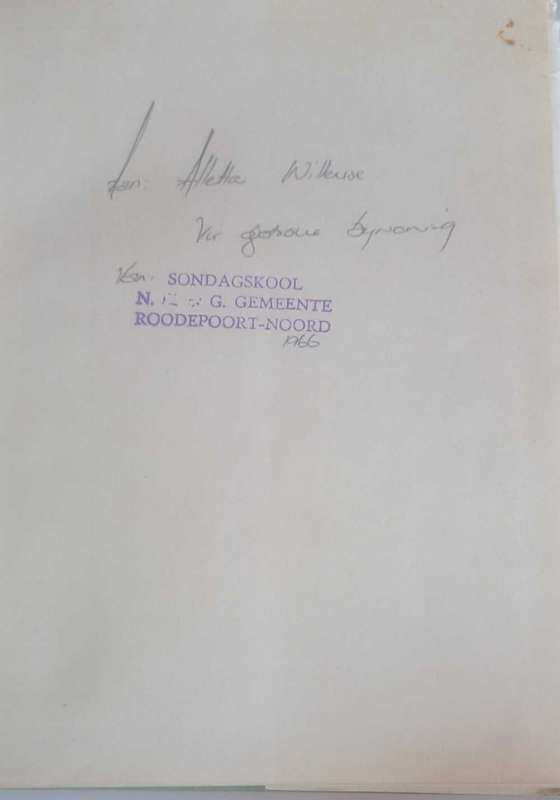 Aan: Alletta Willemse
Vir getroue bywoning
Van: SONDAGSKOOL
N. G. GEMEENTE
ROODEPOORT-NOORD
1966